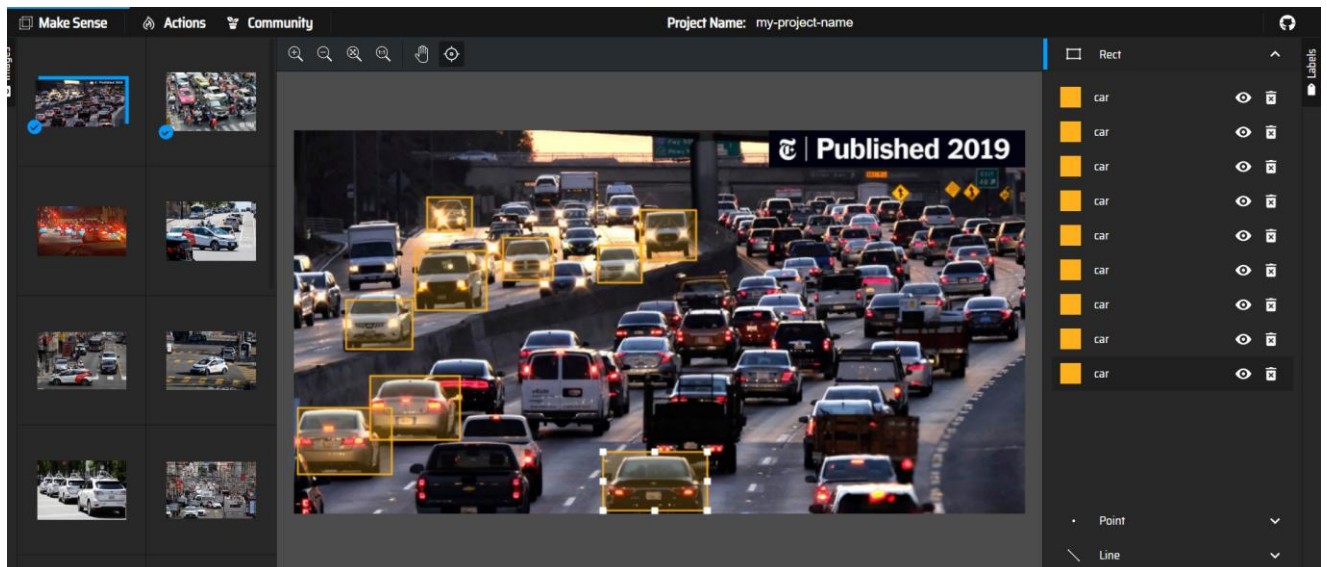 Make Sense
Actions
Community
Project Name: my-project-name
Images
Published 2019
Rect
Labels
car
car
car
car
car
car
car
car
car
Point
Line